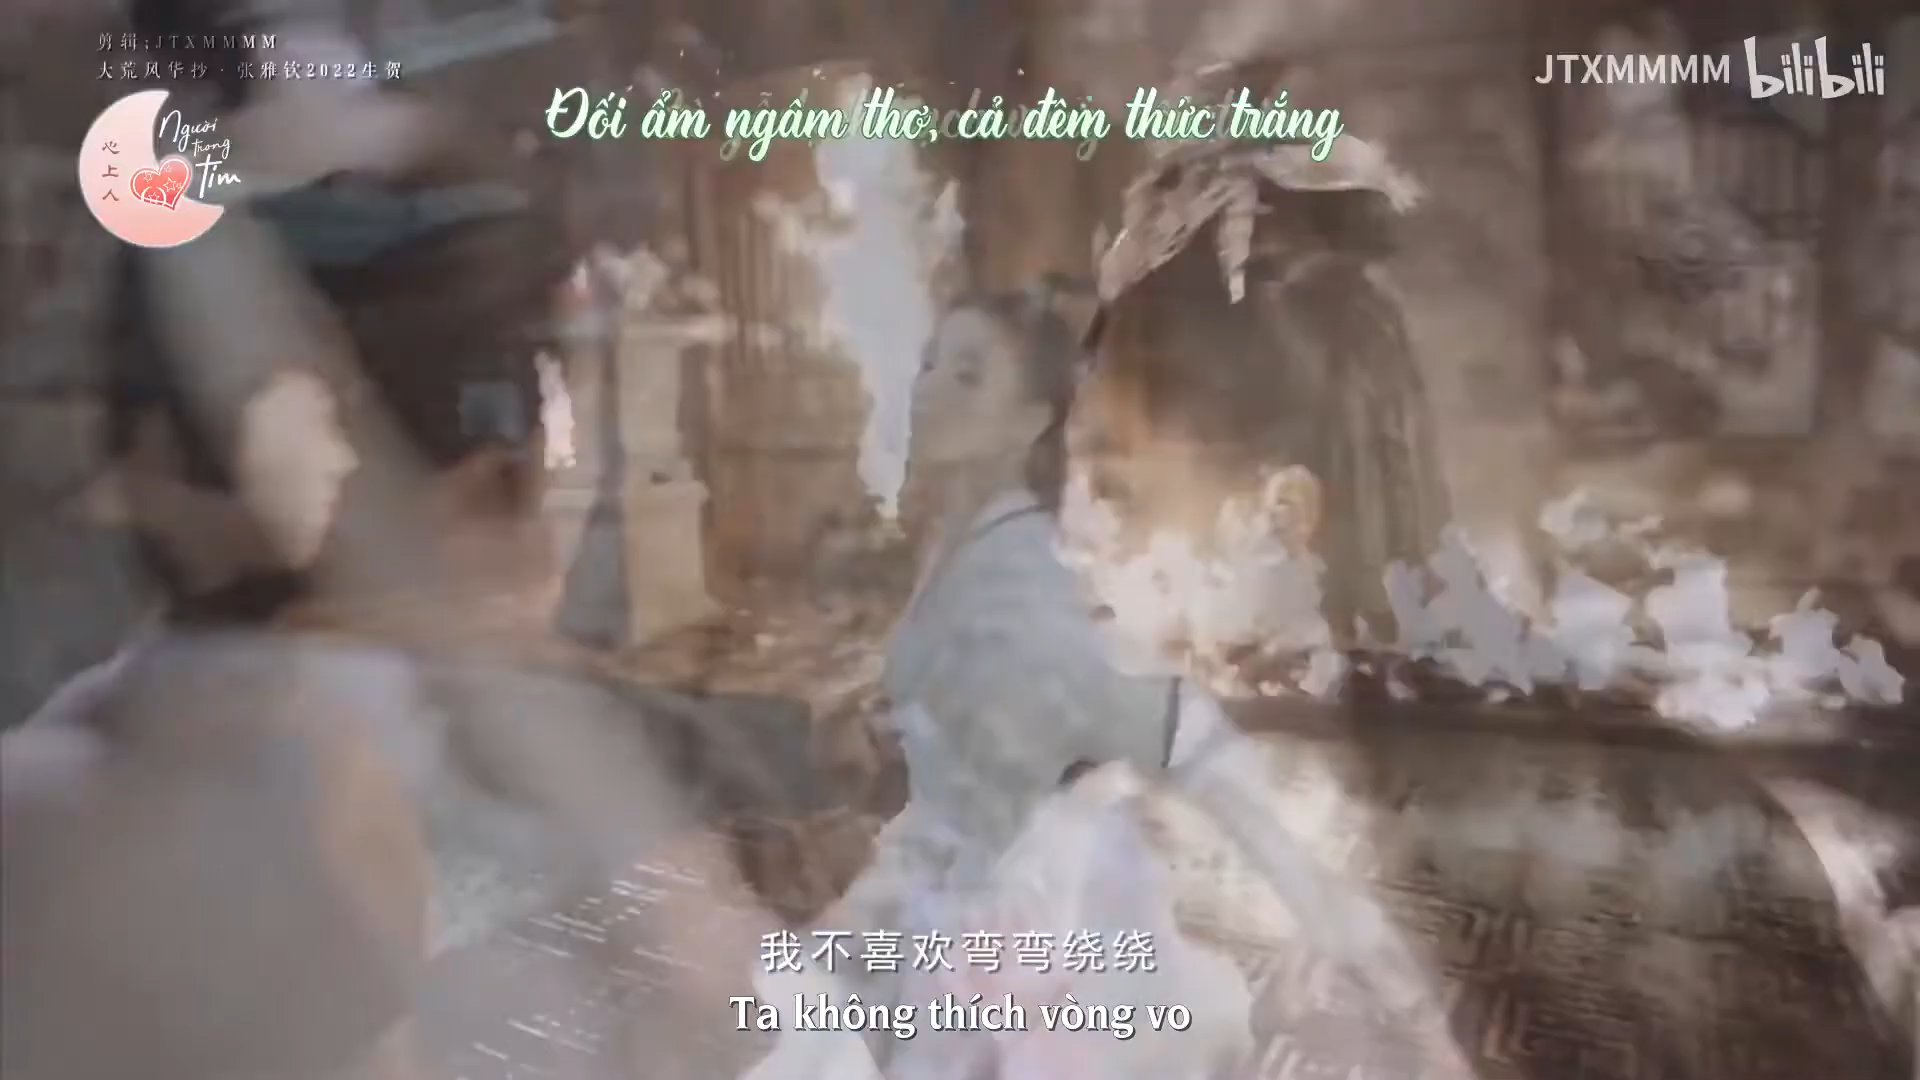 剪辑;JTXMMMM
大荒风华抄·张雅钦2022生贺
JTXMMMM bilibili
Đối ẩm ngâm thơ, cả đêm thức trắng
心上人
Người
trong
tim
我不喜欢弯弯绕绕
Ta không thích vòng vo